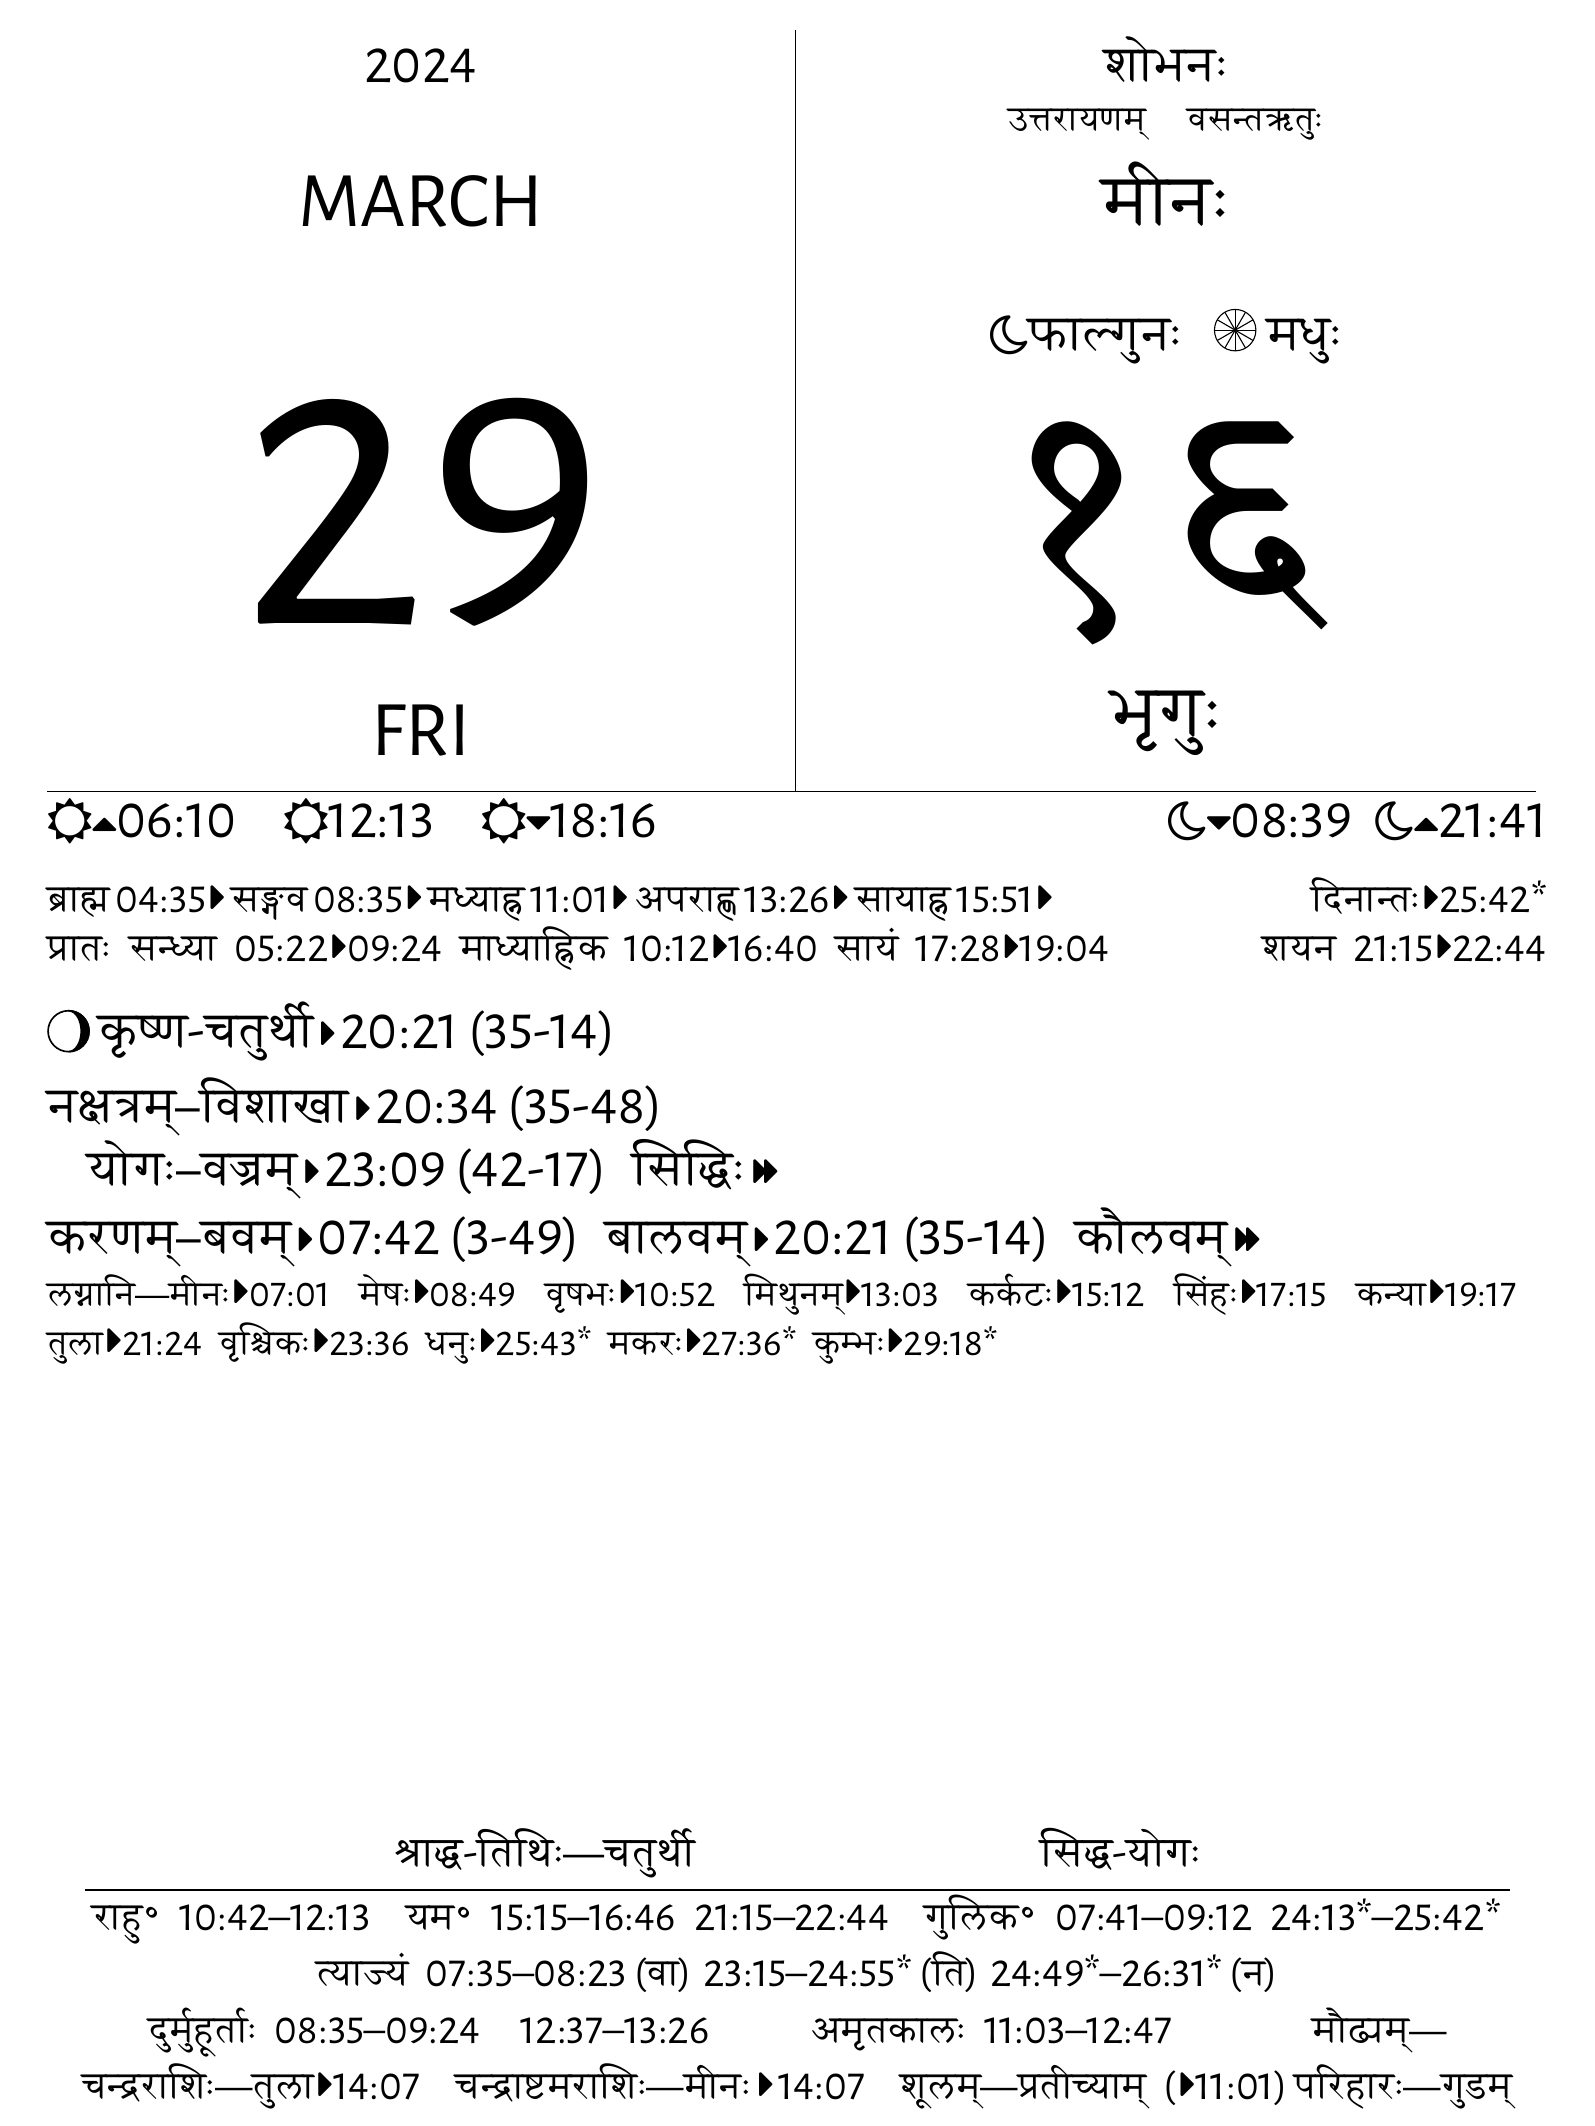 2024
MARCH
29
FRI
शोभनः
उत्तरायणम् वसन्तऋतुः
मीनः
फाल्गुनः मधुः
१६
भृगुः
06:10 12:13 18:16 08:39 21:41
ब्राह्म 04:35 सङ्गव 08:35 मध्याह्न 11:01 अपराह्ण 13:26 सायाह्न 15:51 दिनान्तः 25:42*
प्रातः सन्ध्या 05:22 09:24 माध्याह्निक 10:12 16:40 सायं 17:28 19:04 शयन 21:15 22:44
कृष्ण-चतुर्थी 20:21 (35-14)
नक्षत्रम्–विशाखा 20:34 (35-48)
योगः–वज्रम् 23:09 (42-17) सिद्धिः
करणम्–बवम् 07:42 (3-49) बालवम् 20:21 (35-14) कौलवम्
लग्नानि—मीनः 07:01 मेषः 08:49 वृषभः 10:52 मिथुनम् 13:03 कर्कटः 15:12 सिंहः 17:15 कन्या 19:17
तुला 21:24 वृश्चिकः 23:36 धनुः 25:43* मकरः 27:36* कुम्भः 29:18*
श्राद्ध-तिथिः—चतुर्थी सिद्ध-योगः
राहु॰ 10:42–12:13 यम॰ 15:15–16:46 21:15–22:44 गुलिक॰ 07:41–09:12 24:13*–25:42*
त्याज्यं 07:35–08:23 (वा) 23:15–24:55* (ति) 24:49*–26:31* (न)
दुर्मुहूर्ताः 08:35–09:24 12:37–13:26 अमृतकालः 11:03–12:47 मौढ्यम्—
चन्द्रराशिः—तुला 14:07 चन्द्राष्टमराशिः—मीनः 14:07 शूलम्—प्रतीच्याम् (11:01) परिहारः—गुडम्